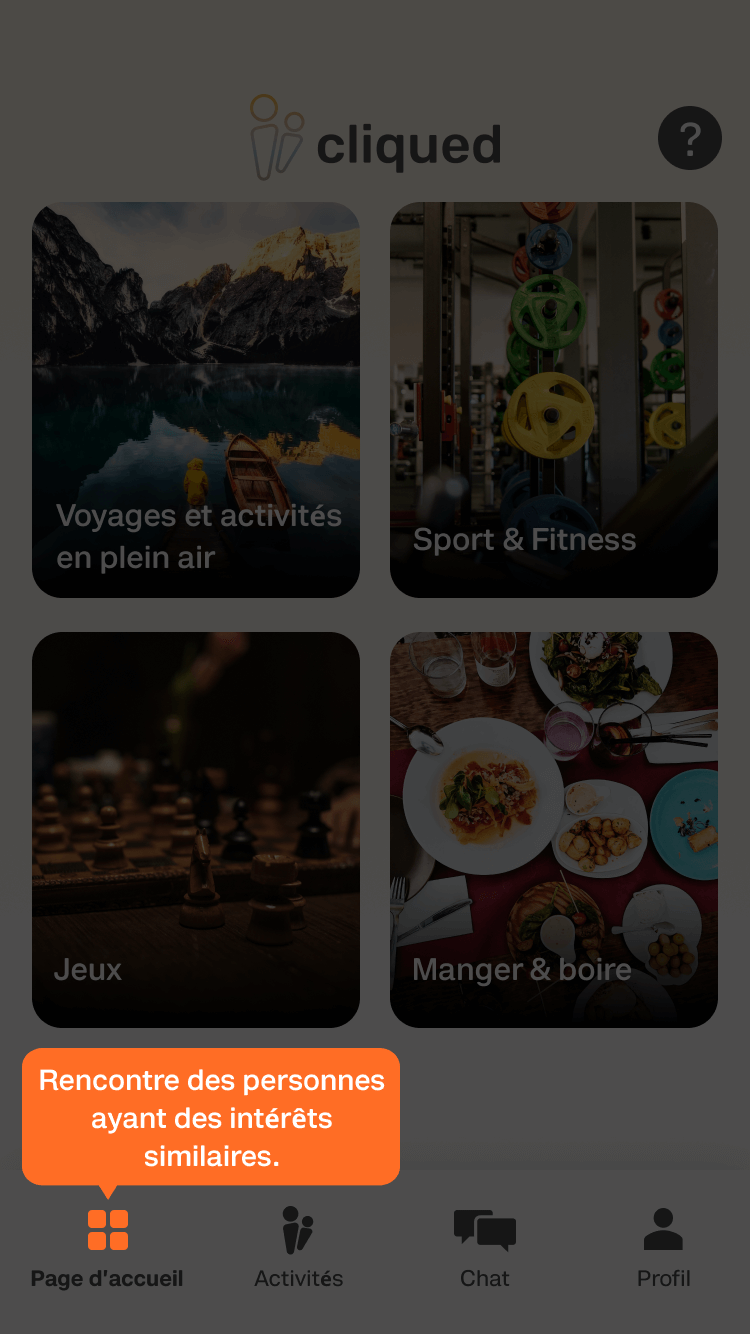 cliqued
?
Voyages et activités
en plein air
Sport & Fitness
Jeux
Manger & boire
Rencontre des personnes
ayant des intérêts
similaires.
Page d'accueil
Activités
Chat
Profil